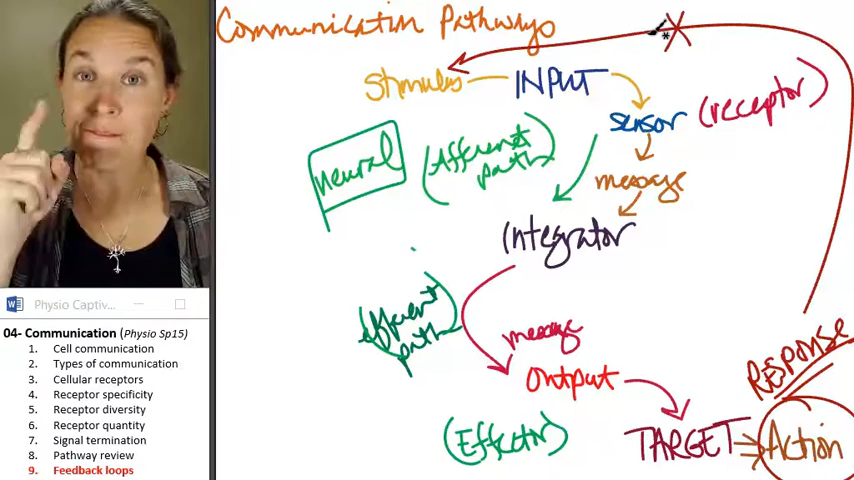 Communication Pathways
*
stimulus INPUT
sensor (receptor)
neural (Afferent path)
message
Integrator
efferent path
message
output
RESPONSE
(Effector) TARGET Action
Physio Captiv...
04- Communication (Physio Sp15)
1. Cell communication
2. Types of communication
3. Cellular receptors
4. Receptor specificity
5. Receptor diversity
6. Receptor quantity
7. Signal termination
8. Pathway review
9. Feedback loops